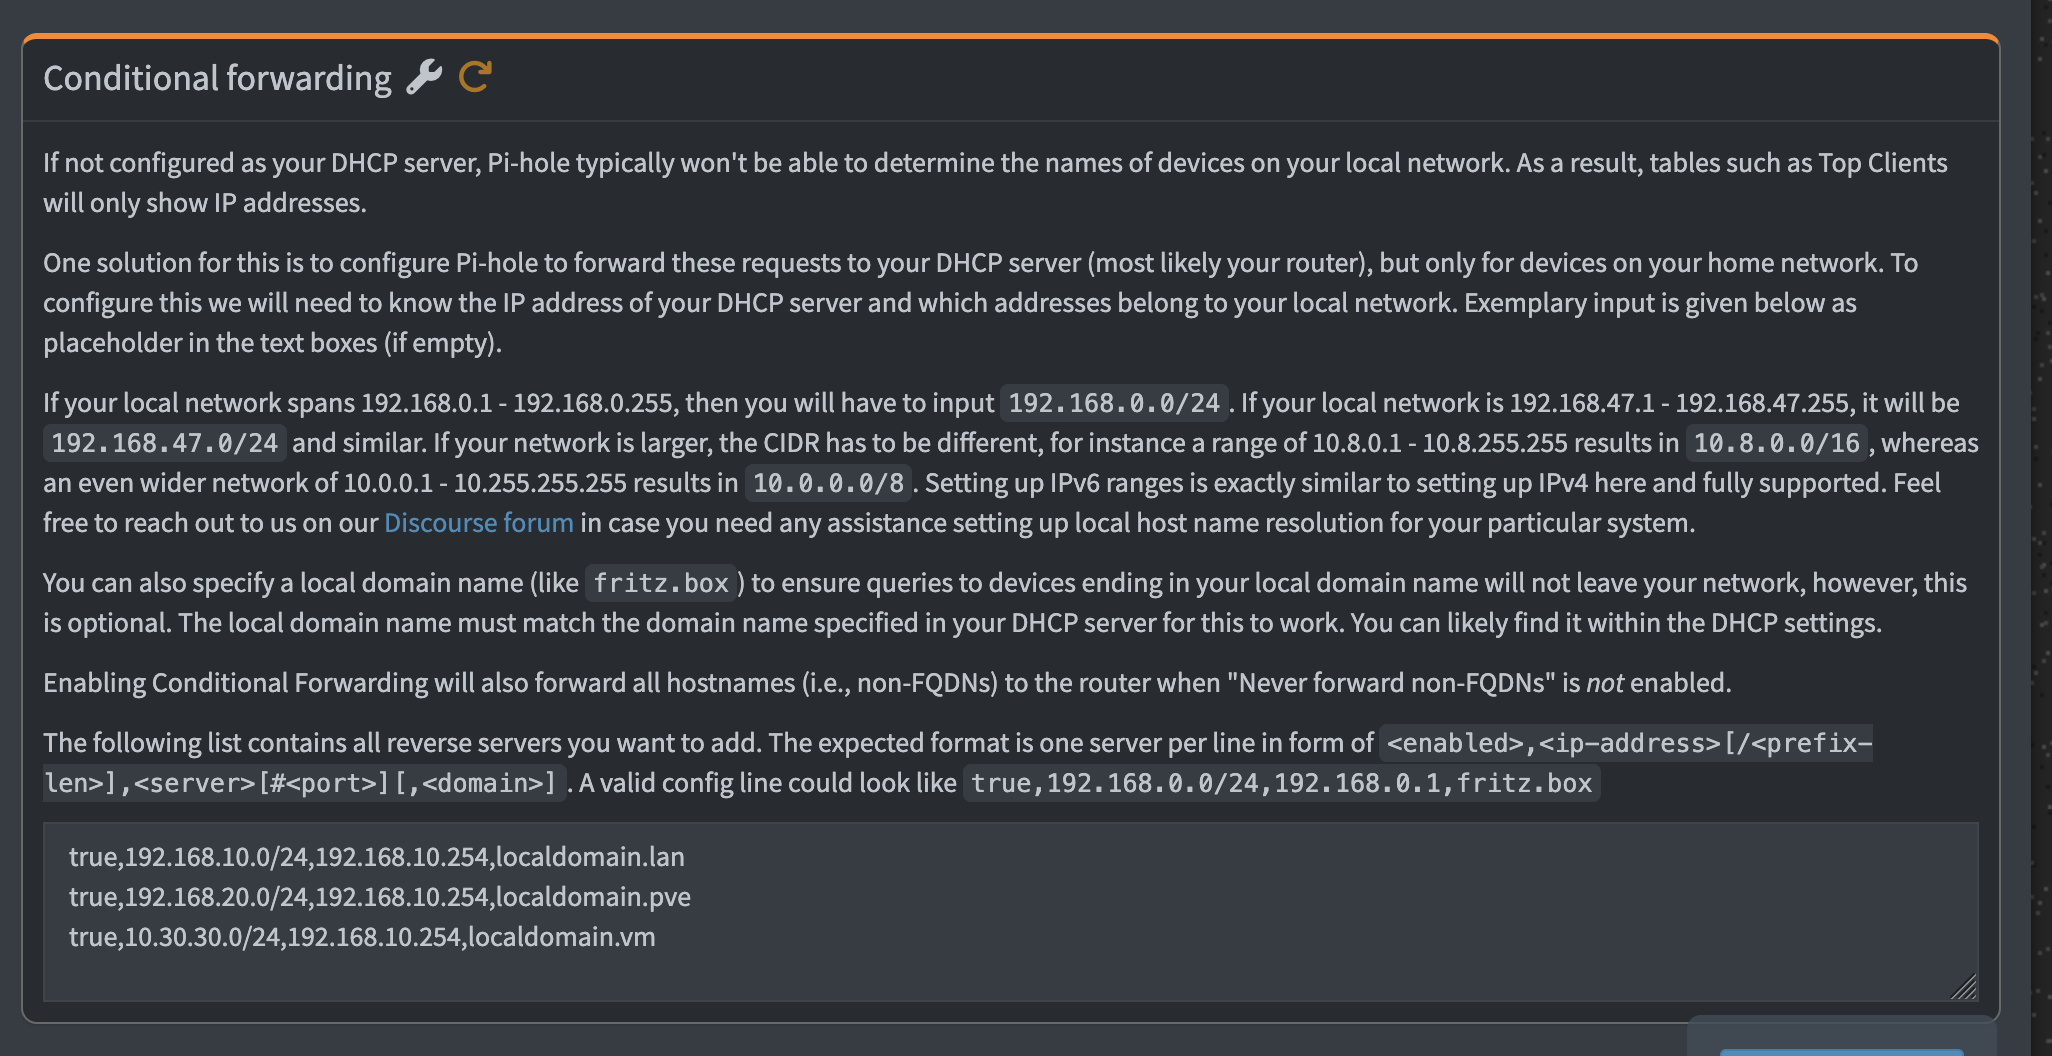 Conditional forwarding
If not configured as your DHCP server, Pi-hole typically won't be able to determine the names of devices on your local network. As a result, tables such as Top Clients
will only show IP addresses.
One solution for this is to configure Pi-hole to forward these requests to your DHCP server (most likely your router), but only for devices on your home network. To
configure this we will need to know the IP address of your DHCP server and which addresses belong to your local network. Exemplary input is given below as
placeholder in the text boxes (if empty).
If your local network spans 192.168.0.1 - 192.168.0.255, then you will have to input 192.168.0.0/24. If your local network is 192.168.47.1 - 192.168.47.255, it will be
192.168.47.0/24 and similar. If your network is larger, the CIDR has to be different, for instance a range of 10.8.0.1 - 10.8.255.255 results in 10.8.0.0/16, whereas
an even wider network of 10.0.0.1 - 10.255.255.255 results in 10.0.0.0/8. Setting up IPv6 ranges is exactly similar to setting up IPv4 here and fully supported. Feel
free to reach out to us on our Discourse forum in case you need any assistance setting up local host name resolution for your particular system.
You can also specify a local domain name (like fritz.box) to ensure queries to devices ending in your local domain name will not leave your network, however, this
is optional. The local domain name must match the domain name specified in your DHCP server for this to work. You can likely find it within the DHCP settings.
Enabling Conditional Forwarding will also forward all hostnames (i.e., non-FQDNs) to the router when "Never forward non-FQDNs" is not enabled.
The following list contains all reverse servers you want to add. The expected format is one server per line in form of <enabled>,<ip-address>[/<prefix-
len>],<server>[#<port>][,<domain>]. A valid config line could look like true,192.168.0.0/24,192.168.0.1,fritz.box
true,192.168.10.0/24,192.168.10.254,localdomain.lan
true,192.168.20.0/24,192.168.10.254,localdomain.pve
true,10.30.30.0/24,192.168.10.254,localdomain.vm